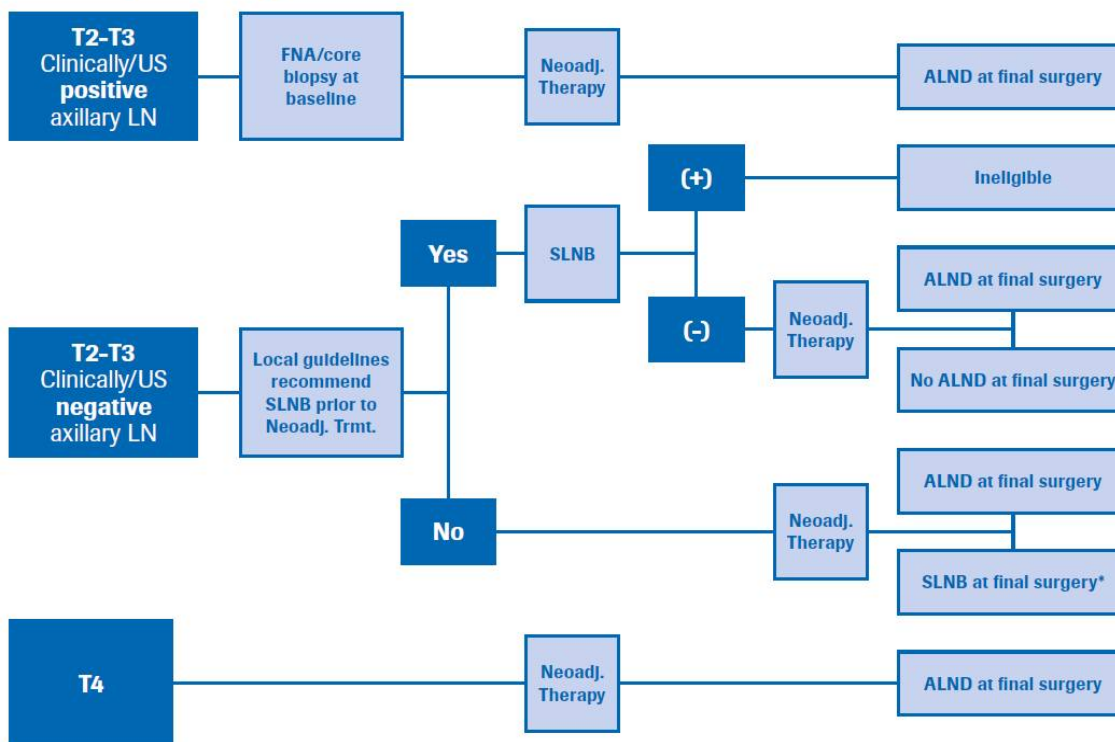 T2-T3
Clinically/US
positive
axillary LN
FNA/core
biopsy at
baseline
Neoadj.
Therapy
ALND at final surgery
(+)
Ineligible
Yes
SLNB
ALND at final surgery
(-)
Neoadj.
Therapy
No ALND at final surgery
T2-T3
Clinically/US
negative
axillary LN
Local guidelines
recommend
SLNB prior to
Neoadj. Trmt.
No
Neoadj.
Therapy
ALND at final surgery
SLNB at final surgery*
T4
Neoadj.
Therapy
ALND at final surgery